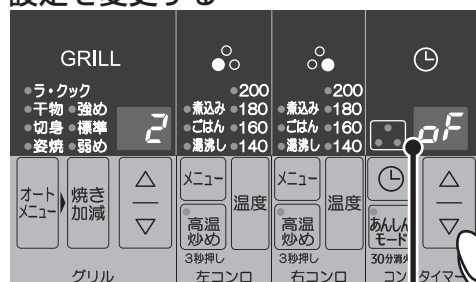 設定を変更する
GRILL
ラ・クック
干物 強め
切身 標準
姿焼 弱め
2
200
煮込み 180
ごはん 160
湯沸し 140
200
煮込み 180
ごはん 160
湯沸し 140
oF
オートメニュー
焼き加減
メニュー
温度
高温炒め
3秒押し
メニュー
温度
高温炒め
3秒押し
あんしんモード
30分消火
グリル
左コンロ
右コンロ
コンロタイマー